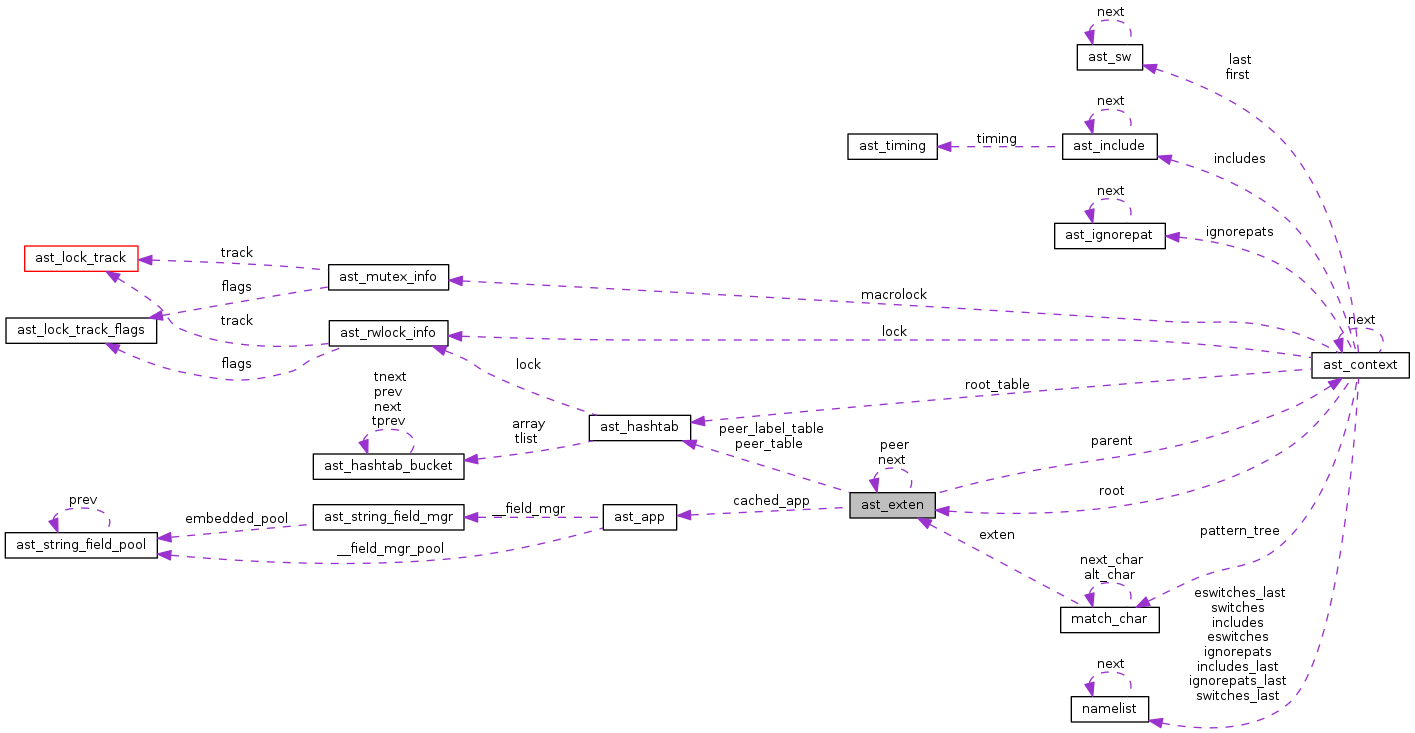 next
ast_sw
last
first
next
ast_timing
timing
ast_include
includes
next
ast_ignorepat
ignorepats
ast_lock_track
track
ast_mutex_info
flags
macrolock
ast_lock_track_flags
track
ast_rwlock_info
lock
next
flags
ast_context
lock
root_table
tnext
prev
next
tprev
array
tlist
ast_hashtab
peer_label_table
peer_table
parent
ast_hashtab_bucket
peer
next
root
cached_app
ast_exten
prev
embedded_pool
ast_string_field_mgr
__field_mgr
ast_app
exten
pattern_tree
ast_string_field_pool
__field_mgr_pool
next_char
alt_char
match_char
eswitches_last
switches
includes
eswitches
ignorepats
includes_last
ignorepats_last
switches_last
next
namelist